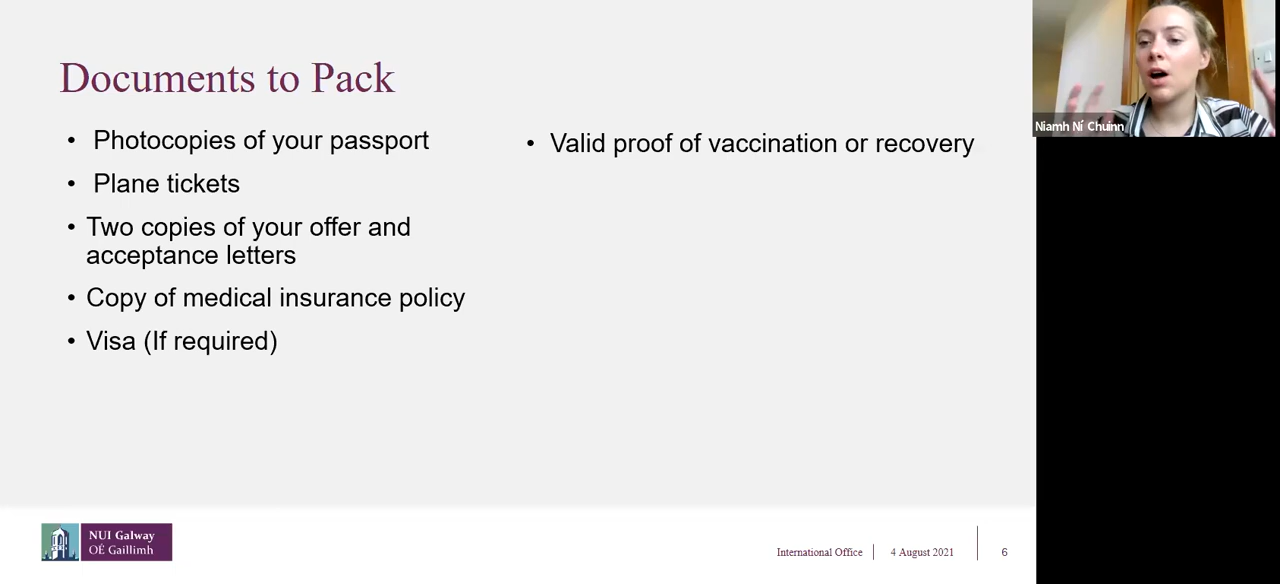 Documents to Pack
• Photocopies of your passport
• Plane tickets
• Two copies of your offer and
acceptance letters
• Copy of medical insurance policy
• Visa (If required)
• Valid proof of vaccination or recovery
Niamh Ní Chuinn
NUI Galway
OÉ Gaillimh
International Office
4 August 2021
6